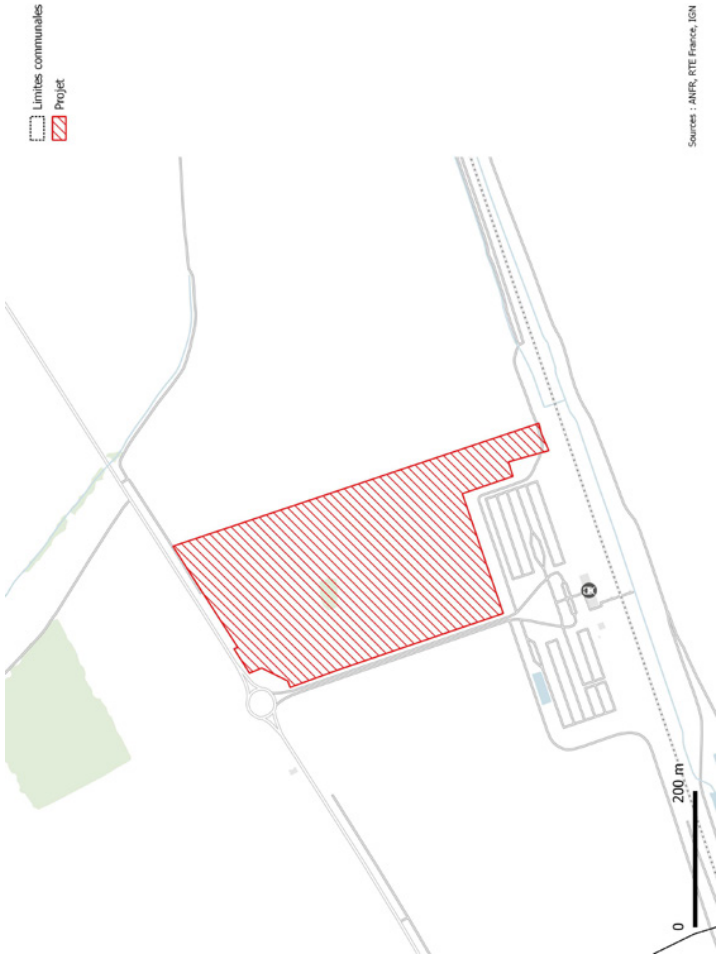 Limites communales
Projet
0
200 m
Sources : ANFR, RTE France, IGN